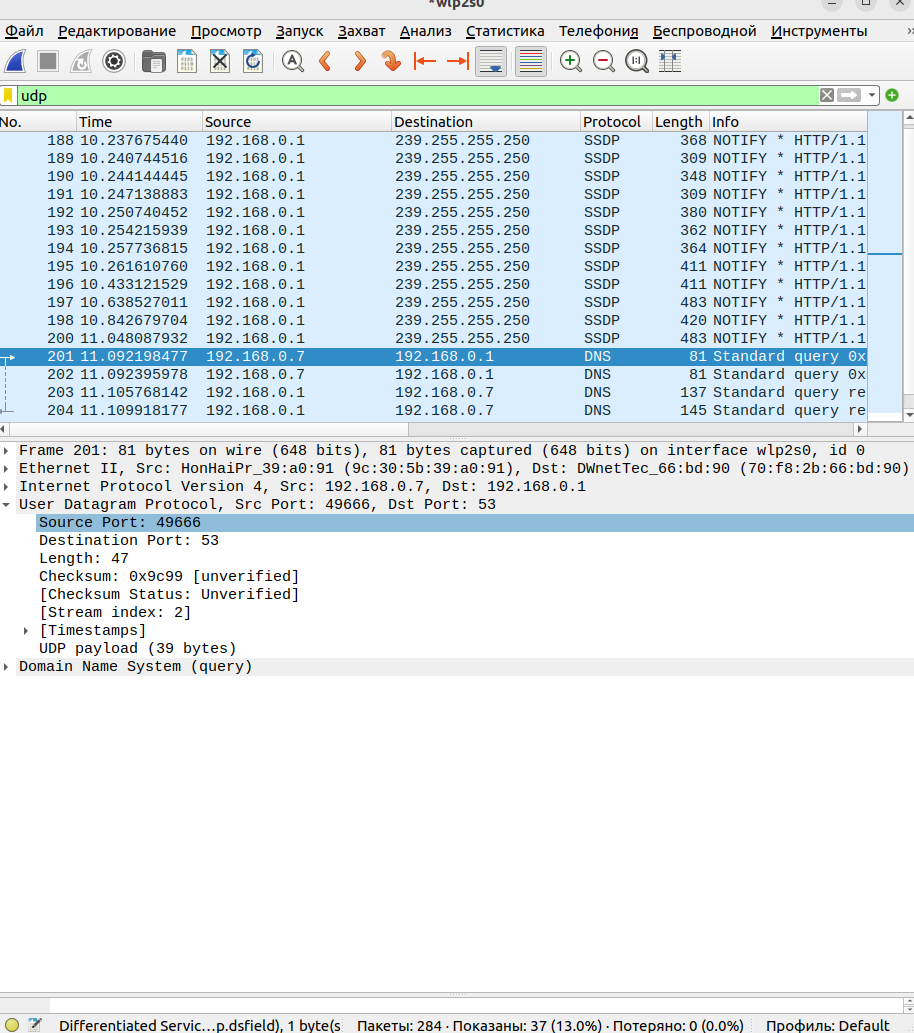 *wlp2s0
Файл Редактирование Просмотр Запуск Захват Анализ Статистика Телефония Беспроводной Инструменты »
udp
No. Time Source Destination Protocol Length Info
188 10.237675440 192.168.0.1 239.255.255.250 SSDP 368 NOTIFY * HTTP/1.1
189 10.240744516 192.168.0.1 239.255.255.250 SSDP 309 NOTIFY * HTTP/1.1
190 10.244144445 192.168.0.1 239.255.255.250 SSDP 348 NOTIFY * HTTP/1.1
191 10.247138883 192.168.0.1 239.255.255.250 SSDP 309 NOTIFY * HTTP/1.1
192 10.250740452 192.168.0.1 239.255.255.250 SSDP 380 NOTIFY * HTTP/1.1
193 10.254215939 192.168.0.1 239.255.255.250 SSDP 362 NOTIFY * HTTP/1.1
194 10.257736815 192.168.0.1 239.255.255.250 SSDP 364 NOTIFY * HTTP/1.1
195 10.261610760 192.168.0.1 239.255.255.250 SSDP 411 NOTIFY * HTTP/1.1
196 10.433121529 192.168.0.1 239.255.255.250 SSDP 411 NOTIFY * HTTP/1.1
197 10.638527011 192.168.0.1 239.255.255.250 SSDP 483 NOTIFY * HTTP/1.1
198 10.842679704 192.168.0.1 239.255.255.250 SSDP 420 NOTIFY * HTTP/1.1
200 11.048087932 192.168.0.1 239.255.255.250 SSDP 483 NOTIFY * HTTP/1.1
201 11.092198477 192.168.0.7 192.168.0.1 DNS 81 Standard query 0x
202 11.092395978 192.168.0.7 192.168.0.1 DNS 81 Standard query 0x
203 11.105768142 192.168.0.1 192.168.0.7 DNS 137 Standard query re
204 11.109918177 192.168.0.1 192.168.0.7 DNS 145 Standard query re
Frame 201: 81 bytes on wire (648 bits), 81 bytes captured (648 bits) on interface wlp2s0, id 0
Ethernet II, Src: HonHaiPr_39:a0:91 (9c:30:5b:39:a0:91), Dst: DWnetTec_66:bd:90 (70:f8:2b:66:bd:90)
Internet Protocol Version 4, Src: 192.168.0.7, Dst: 192.168.0.1
User Datagram Protocol, Src Port: 49666, Dst Port: 53
Source Port: 49666
Destination Port: 53
Length: 47
Checksum: 0x9c99 [unverified]
[Checksum Status: Unverified]
[Stream index: 2]
[Timestamps]
UDP payload (39 bytes)
Domain Name System (query)
Differentiated Servic…p.dsfield), 1 byte(s Пакеты: 284 · Показаны: 37 (13.0%) · Потеряно: 0 (0.0%) Профиль: Default